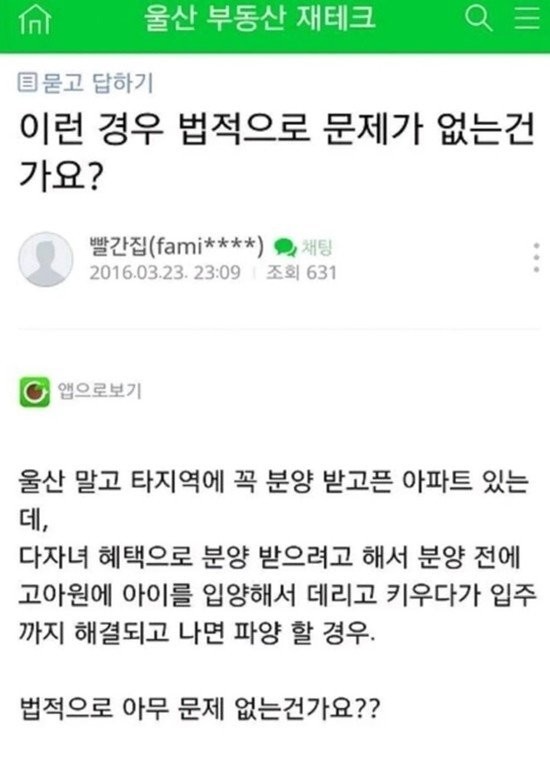 울산 부동산 재테크
묻고 답하기
이런 경우 법적으로 문제가 없는건
가요?
빨간집(fami****) 채팅
2016.03.23. 23:09 조회 631
앱으로보기
울산 말고 타지역에 꼭 분양 받고픈 아파트 있는
데,
다자녀 혜택으로 분양 받으려고 해서 분양 전에
고아원에 아이를 입양해서 데리고 키우다가 입주
까지 해결되고 나면 파양 할 경우.
법적으로 아무 문제 없는건가요??